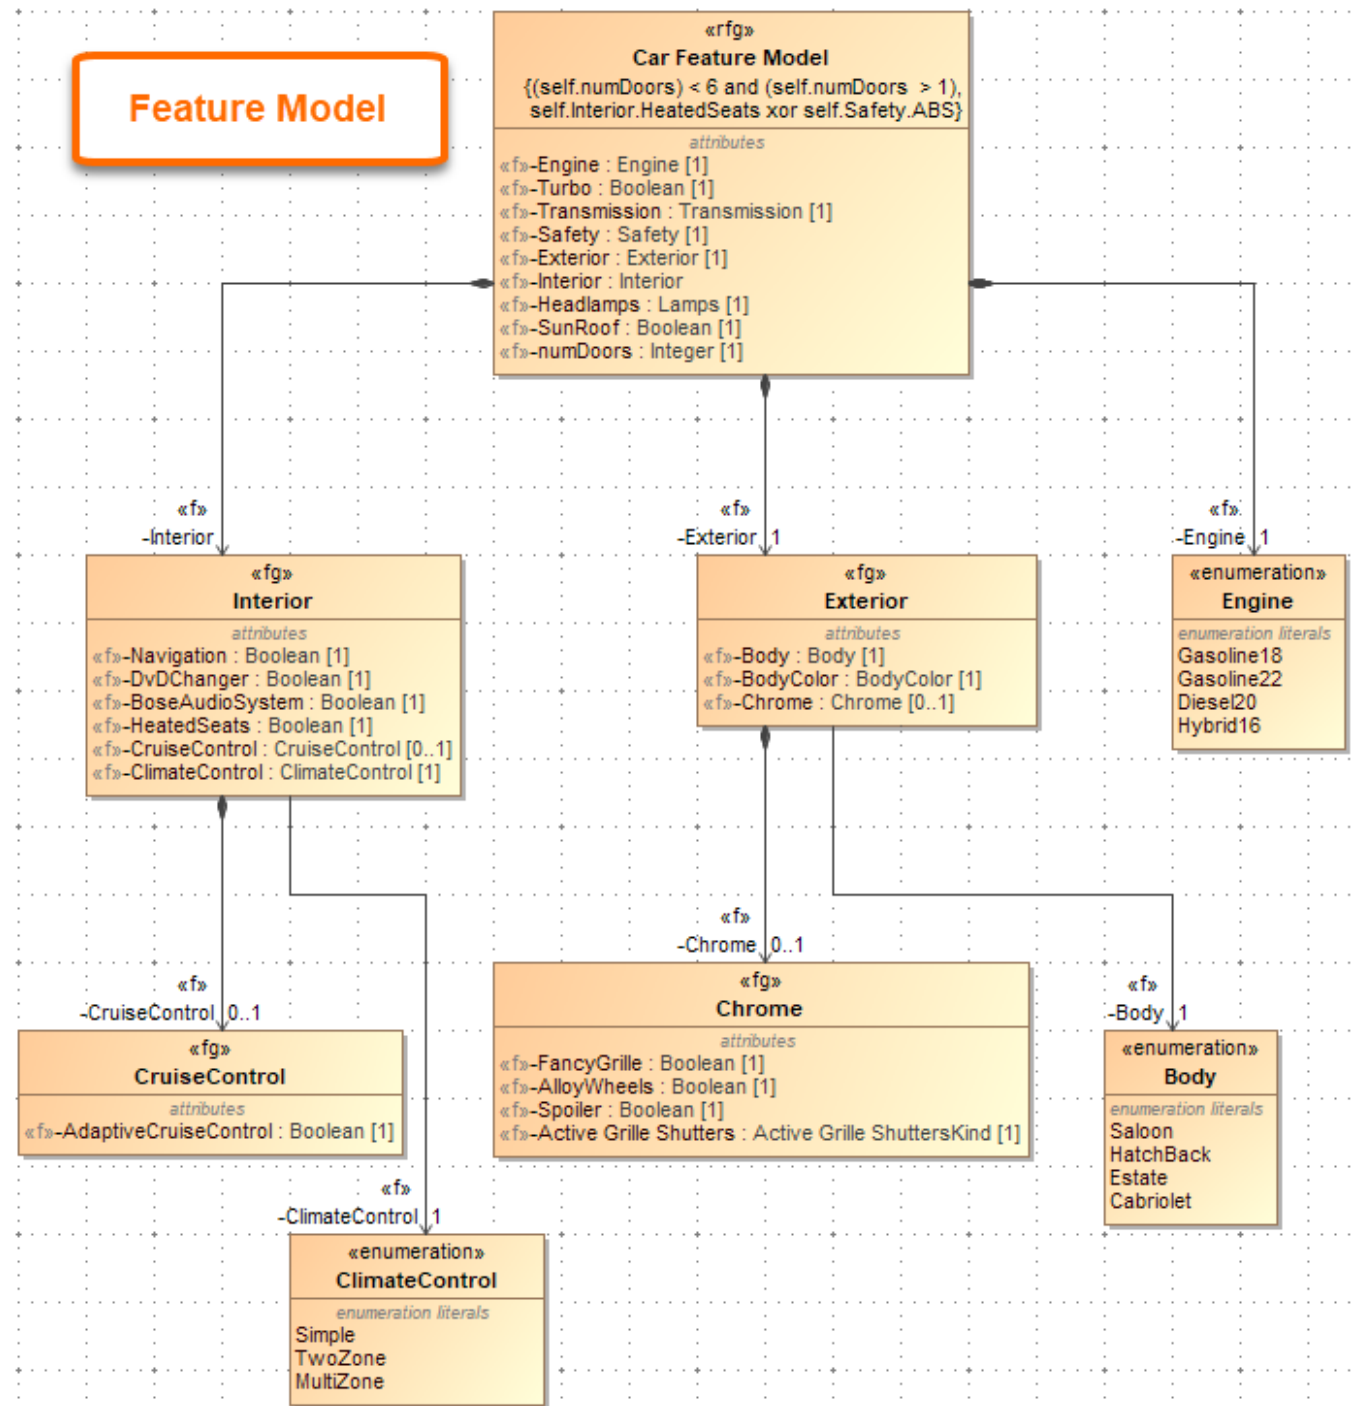 Feature Model
«rfg»
Car Feature Model
{(self.numDoors) < 6 and (self.numDoors > 1),
self.Interior.HeatedSeats xor self.Safety.ABS}
attributes
«f»-Engine : Engine [1]
«f»-Turbo : Boolean [1]
«f»-Transmission : Transmission [1]
«f»-Safety : Safety [1]
«f»-Exterior : Exterior [1]
«f»-Interior : Interior
«f»-Headlamps : Lamps [1]
«f»-SunRoof : Boolean [1]
«f»-numDoors : Integer [1]
«f»
-Interior
«f»
-Exterior 1
«f»
-Engine 1
«fg»
Interior
attributes
«f»-Navigation : Boolean [1]
«f»-DvDChanger : Boolean [1]
«f»-BoseAudioSystem : Boolean [1]
«f»-HeatedSeats : Boolean [1]
«f»-CruiseControl : CruiseControl [0..1]
«f»-ClimateControl : ClimateControl [1]
«fg»
Exterior
attributes
«f»-Body : Body [1]
«f»-BodyColor : BodyColor [1]
«f»-Chrome : Chrome [0..1]
«enumeration»
Engine
enumeration literals
Gasoline18
Gasoline22
Diesel20
Hybrid16
«f»
-CruiseControl 0..1
«f»
-Chrome 0..1
«f»
-Body 1
«fg»
CruiseControl
attributes
«f»-AdaptiveCruiseControl : Boolean [1]
«fg»
Chrome
attributes
«f»-FancyGrille : Boolean [1]
«f»-AlloyWheels : Boolean [1]
«f»-Spoiler : Boolean [1]
«f»-Active Grille Shutters : Active Grille ShuttersKind [1]
«enumeration»
Body
enumeration literals
Saloon
HatchBack
Estate
Cabriolet
«f»
-ClimateControl 1
«enumeration»
ClimateControl
enumeration literals
Simple
TwoZone
MultiZone